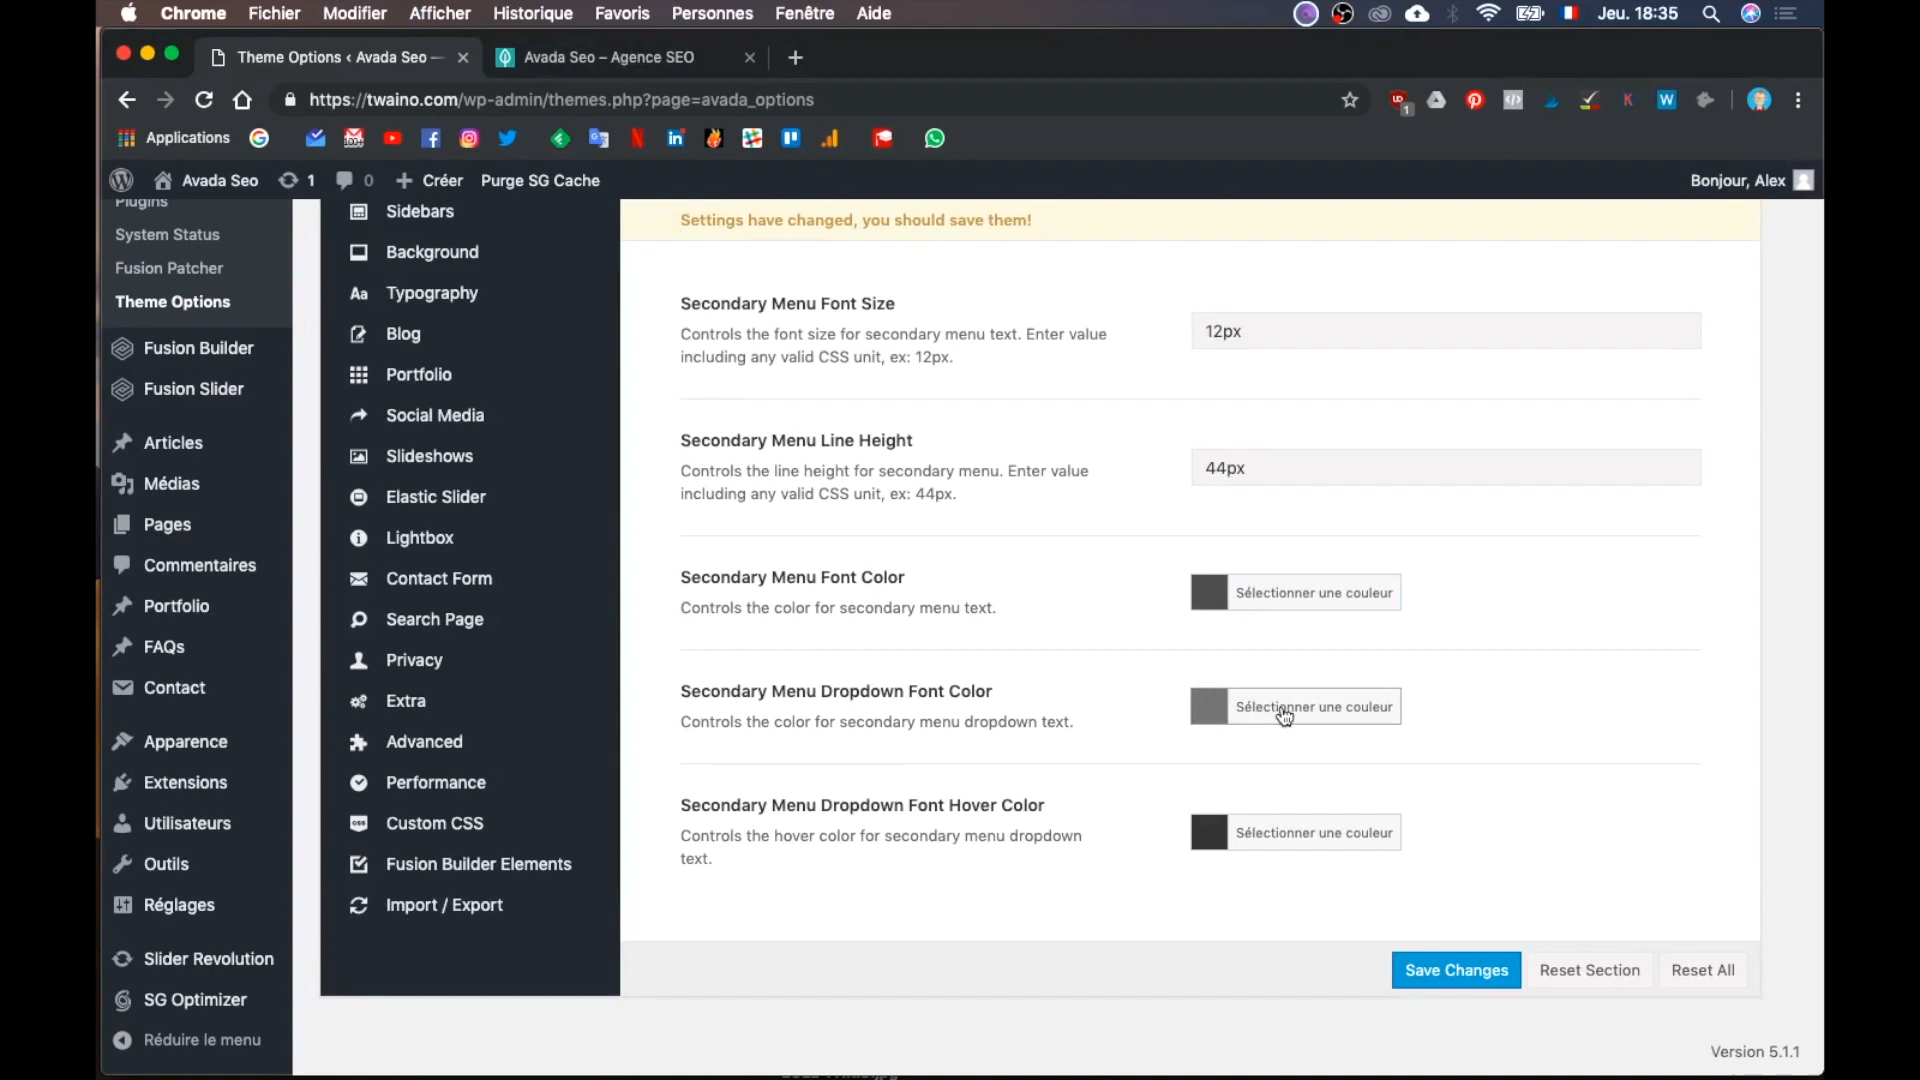 Chrome Fichier Modifier Afficher Historique Favoris Personnes Fenêtre Aide Jeu. 18:35
Theme Options ‹ Avada Seo — Avada Seo – Agence SEO
https://twaino.com/wp-admin/themes.php?page=avada_options
Applications
Avada Seo 1 0 Créer Purge SG Cache Bonjour, Alex
Plugins
System Status
Fusion Patcher
Theme Options
Fusion Builder
Fusion Slider
Articles
Médias
Pages
Commentaires
Portfolio
FAQs
Contact
Apparence
Extensions
Utilisateurs
Outils
Réglages
Slider Revolution
SG Optimizer
Réduire le menu
Sidebars
Background
Typography
Blog
Portfolio
Social Media
Slideshows
Elastic Slider
Lightbox
Contact Form
Search Page
Privacy
Extra
Advanced
Performance
Custom CSS
Fusion Builder Elements
Import / Export
Settings have changed, you should save them!
Secondary Menu Font Size
Controls the font size for secondary menu text. Enter value
including any valid CSS unit, ex: 12px.
12px
Secondary Menu Line Height
Controls the line height for secondary menu. Enter value
including any valid CSS unit, ex: 44px.
44px
Secondary Menu Font Color
Controls the color for secondary menu text.
Sélectionner une couleur
Secondary Menu Dropdown Font Color
Controls the color for secondary menu dropdown text.
Sélectionner une couleur
Secondary Menu Dropdown Font Hover Color
Controls the hover color for secondary menu dropdown
text.
Sélectionner une couleur
Save Changes Reset Section Reset All
Version 5.1.1